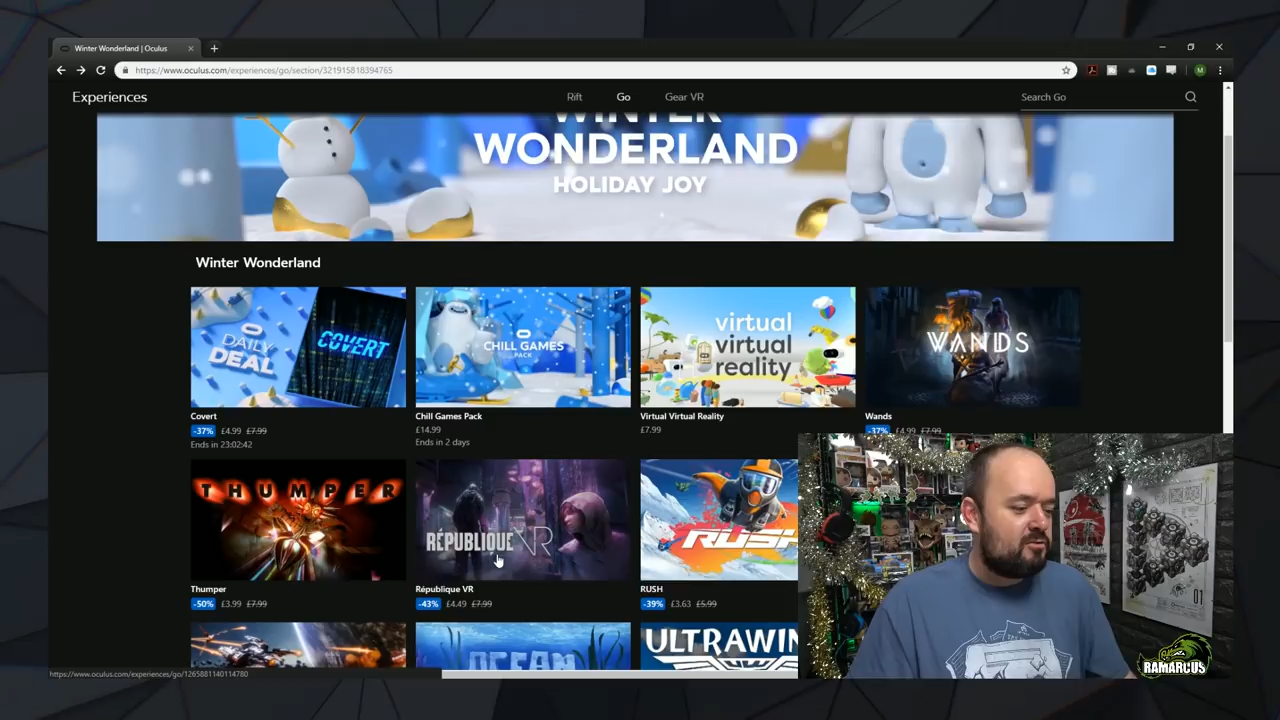 Winter Wonderland | Oculus
https://www.oculus.com/experiences/go/section/321915818394765
Experiences
Rift
Go
Gear VR
Search Go
WINTER
WONDERLAND
HOLIDAY JOY
Winter Wonderland
DAILY
DEAL
COVERT
CHILL GAMES
PACK
virtual
virtual
reality
WANDS
Covert
-37% £4.99 £7.99
Ends in 23:02:42
Chill Games Pack
£14.99
Ends in 2 days
Virtual Virtual Reality
£7.99
Wands
-37% £4.99 £7.99
THUMPER
RÉPUBLIQUE VR
RUSH
Thumper
-50% £3.99 £7.99
République VR
-43% £4.49 £7.99
RUSH
-39% £3.63 £5.99
OCEAN
ULTRAWIN
https://www.oculus.com/experiences/go/1265881140114780
01
RAMARCUS